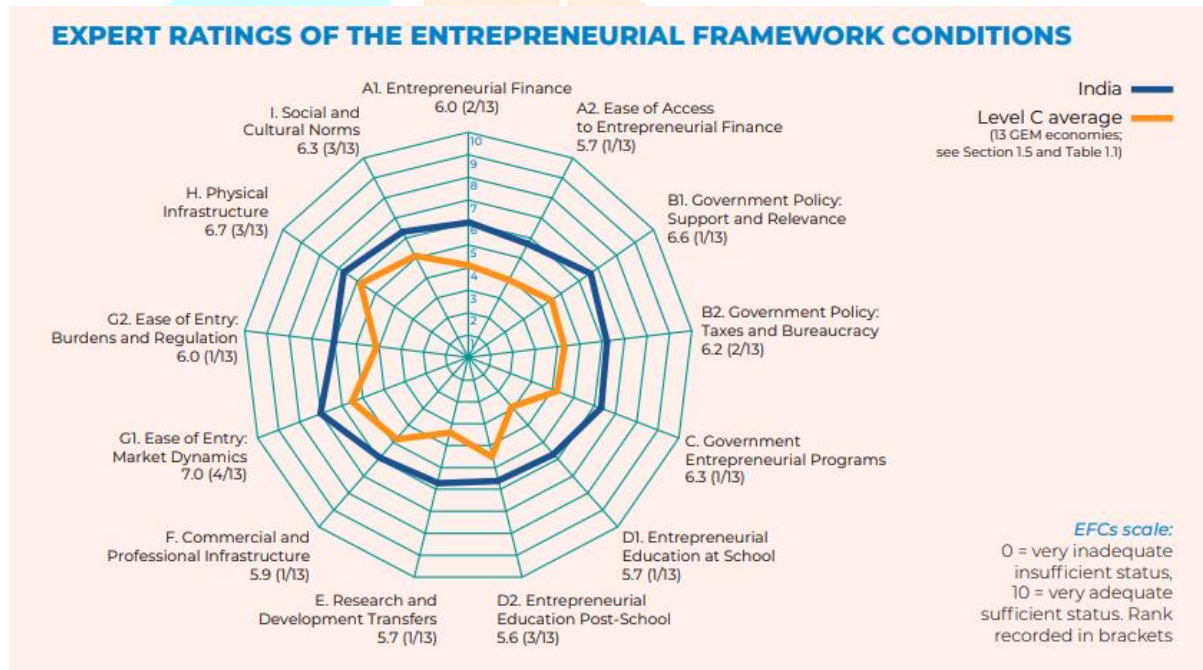 EXPERT RATINGS OF THE ENTREPRENEURIAL FRAMEWORK CONDITIONS
A1. Entrepreneurial Finance
6.0 (2/13)
A2. Ease of Access
to Entrepreneurial Finance
5.7 (1/13)
B1. Government Policy:
Support and Relevance
6.6 (1/13)
B2. Government Policy:
Taxes and Bureaucracy
6.2 (2/13)
C. Government
Entrepreneurial Programs
6.3 (1/13)
D1. Entrepreneurial
Education at School
5.7 (1/13)
D2. Entrepreneurial
Education Post-School
5.6 (3/13)
E. Research and
Development Transfers
5.7 (1/13)
F. Commercial and
Professional Infrastructure
5.9 (1/13)
G1. Ease of Entry:
Market Dynamics
7.0 (4/13)
G2. Ease of Entry:
Burdens and Regulation
6.0 (1/13)
H. Physical
Infrastructure
6.7 (3/13)
I. Social and
Cultural Norms
6.3 (3/13)
10
9
8
7
6
5
4
3
2
1
India
Level C average
(13 GEM economies;
see Section 1.5 and Table 1.1)
EFCs scale:
0 = very inadequate
insufficient status,
10 = very adequate
sufficient status. Rank
recorded in brackets